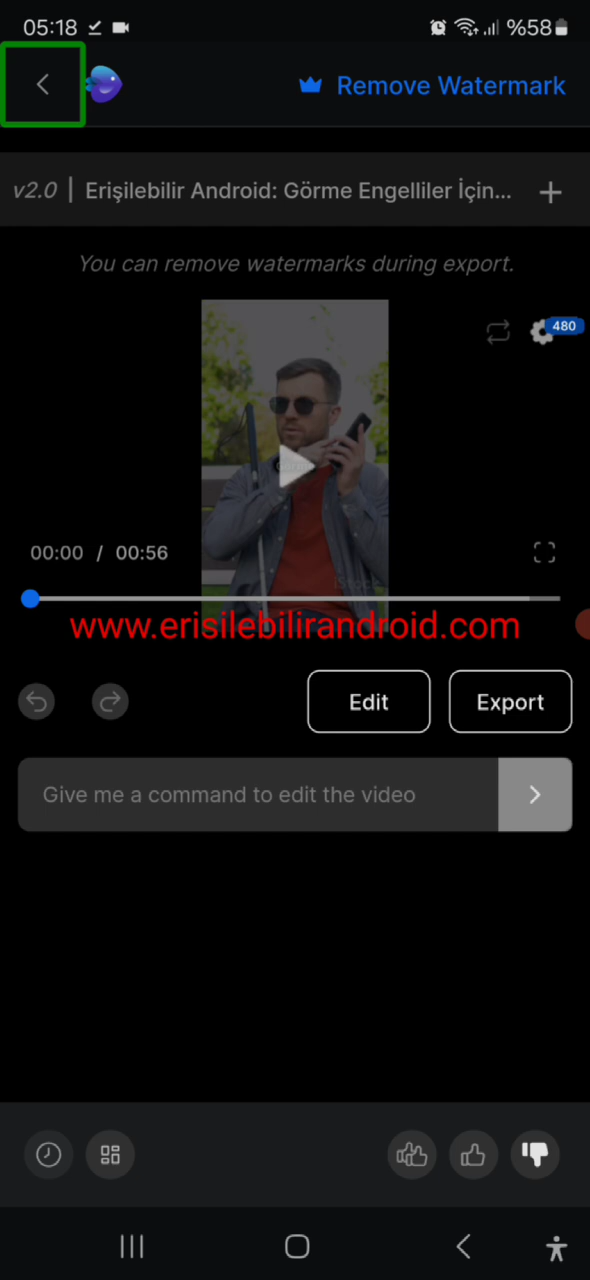 05:18
%58
Remove Watermark
v2.0 | Erişilebilir Android: Görme Engelliler İçin...
You can remove watermarks during export.
480
00:00 / 00:56
www.erisilebilirandroid.com
Edit
Export
Give me a command to edit the video